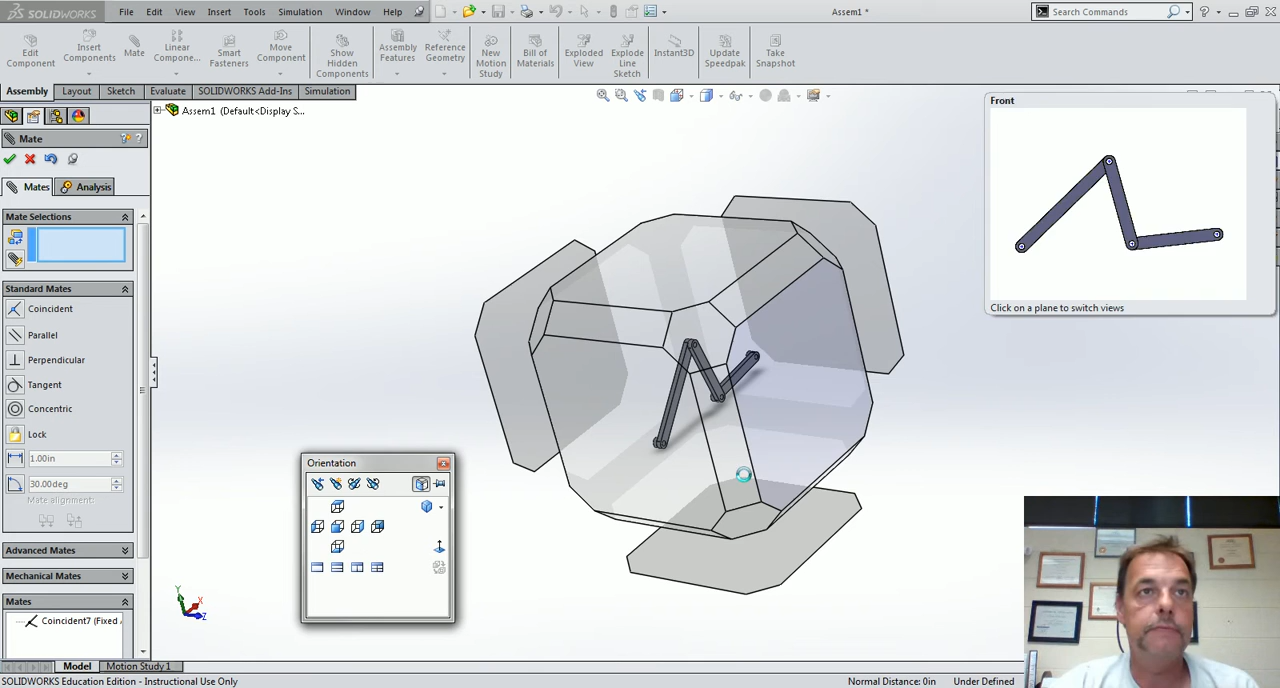 SOLIDWORKS File Edit View Insert Tools Simulation Window Help Assem1 * Search Commands
Edit Component
Insert Components
Mate
Linear Compone...
Smart Fasteners
Move Component
Show Hidden Components
Assembly Features
Reference Geometry
New Motion Study
Bill of Materials
Exploded View
Explode Line Sketch
Instant3D
Update Speedpak
Take Snapshot
Assembly Layout Sketch Evaluate SOLIDWORKS Add-Ins Simulation
Assem1 (Default<Display S...
Front
Mate
Mates Analysis
Mate Selections
Standard Mates
Coincident
Parallel
Perpendicular
Tangent
Concentric
Lock
1.00in
30.00deg
Mate alignment:
Advanced Mates
Mechanical Mates
Mates
Coincident7 (Fixed
Click on a plane to switch views
Orientation
Y
X
Z
Model Motion Study 1
SOLIDWORKS Education Edition - Instructional Use Only Normal Distance: 0in Under Defined